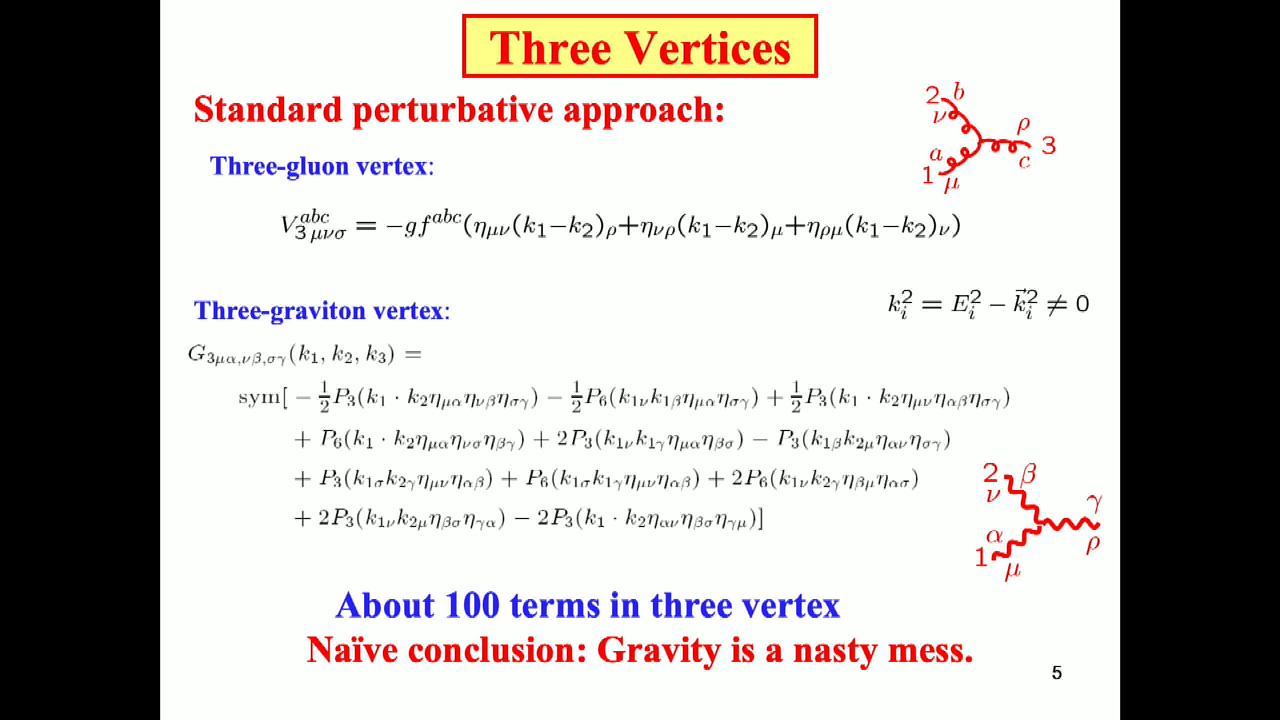 Three Vertices
Standard perturbative approach:
2 b
ν
ρ
a
3
c
1 μ
Three-gluon vertex:
V_{3 μνσ}^{abc} = −gf^{abc}(η_{μν}(k_1−k_2)_ρ+η_{νρ}(k_1−k_2)_μ+η_{ρμ}(k_1−k_2)_ν)
k_i^2 = E_i^2 − \vec{k}_i^2 ≠ 0
Three-graviton vertex:
G_{3μα,νβ,σγ}(k_1, k_2, k_3) =
sym[ − \frac{1}{2}P_3(k_1 · k_2η_{μα}η_{νβ}η_{σγ}) − \frac{1}{2}P_6(k_{1ν}k_{1β}η_{μα}η_{σγ}) + \frac{1}{2}P_3(k_1 · k_2η_{μν}η_{αβ}η_{σγ})
+ P_6(k_1 · k_2η_{μα}η_{νσ}η_{βγ}) + 2P_3(k_{1ν}k_{1γ}η_{μα}η_{βσ}) − P_3(k_{1β}k_{2μ}η_{αν}η_{σγ})
+ P_3(k_{1σ}k_{2γ}η_{μν}η_{αβ}) + P_6(k_{1σ}k_{1γ}η_{μν}η_{αβ}) + 2P_6(k_{1ν}k_{2γ}η_{βμ}η_{ασ})
+ 2P_3(k_{1ν}k_{2μ}η_{βσ}η_{γα}) − 2P_3(k_1 · k_2η_{αν}η_{βσ}η_{γμ})]
2 β
ν
γ
α
ρ
1
μ
About 100 terms in three vertex
Naïve conclusion: Gravity is a nasty mess.
5